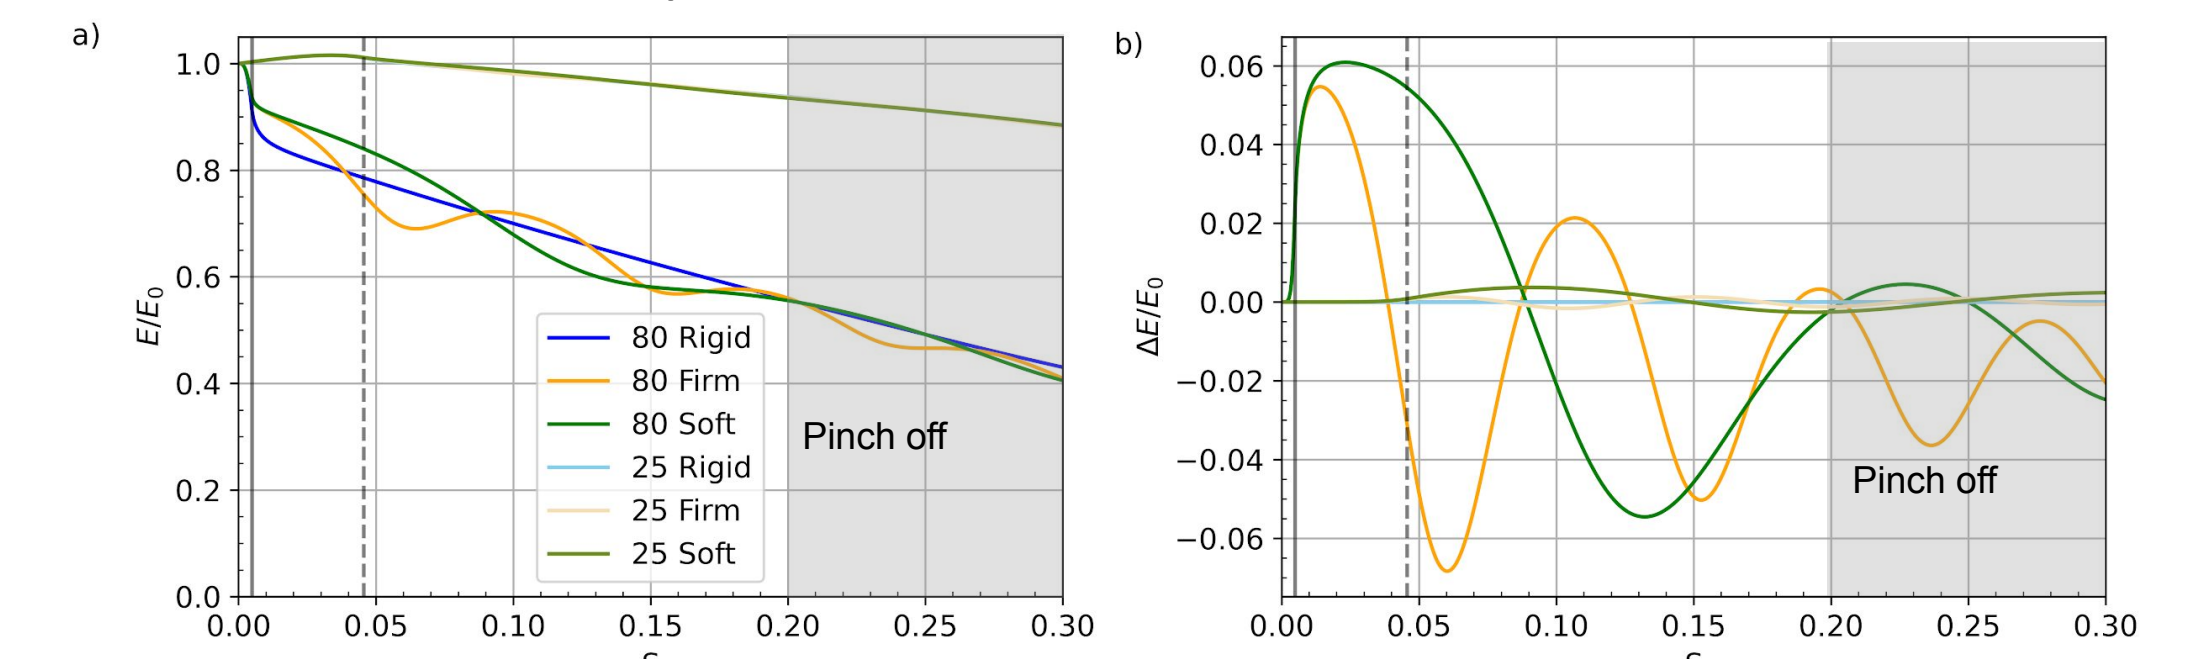 a)
1.0
0.8
0.6
0.4
0.2
0.0
E/E₀
80 Rigid
80 Firm
80 Soft
25 Rigid
25 Firm
25 Soft
Pinch off
0.00 0.05 0.10 0.15 0.20 0.25 0.30
b)
0.06
0.04
0.02
0.00
−0.02
−0.04
−0.06
ΔE/E₀
Pinch off
0.00 0.05 0.10 0.15 0.20 0.25 0.30